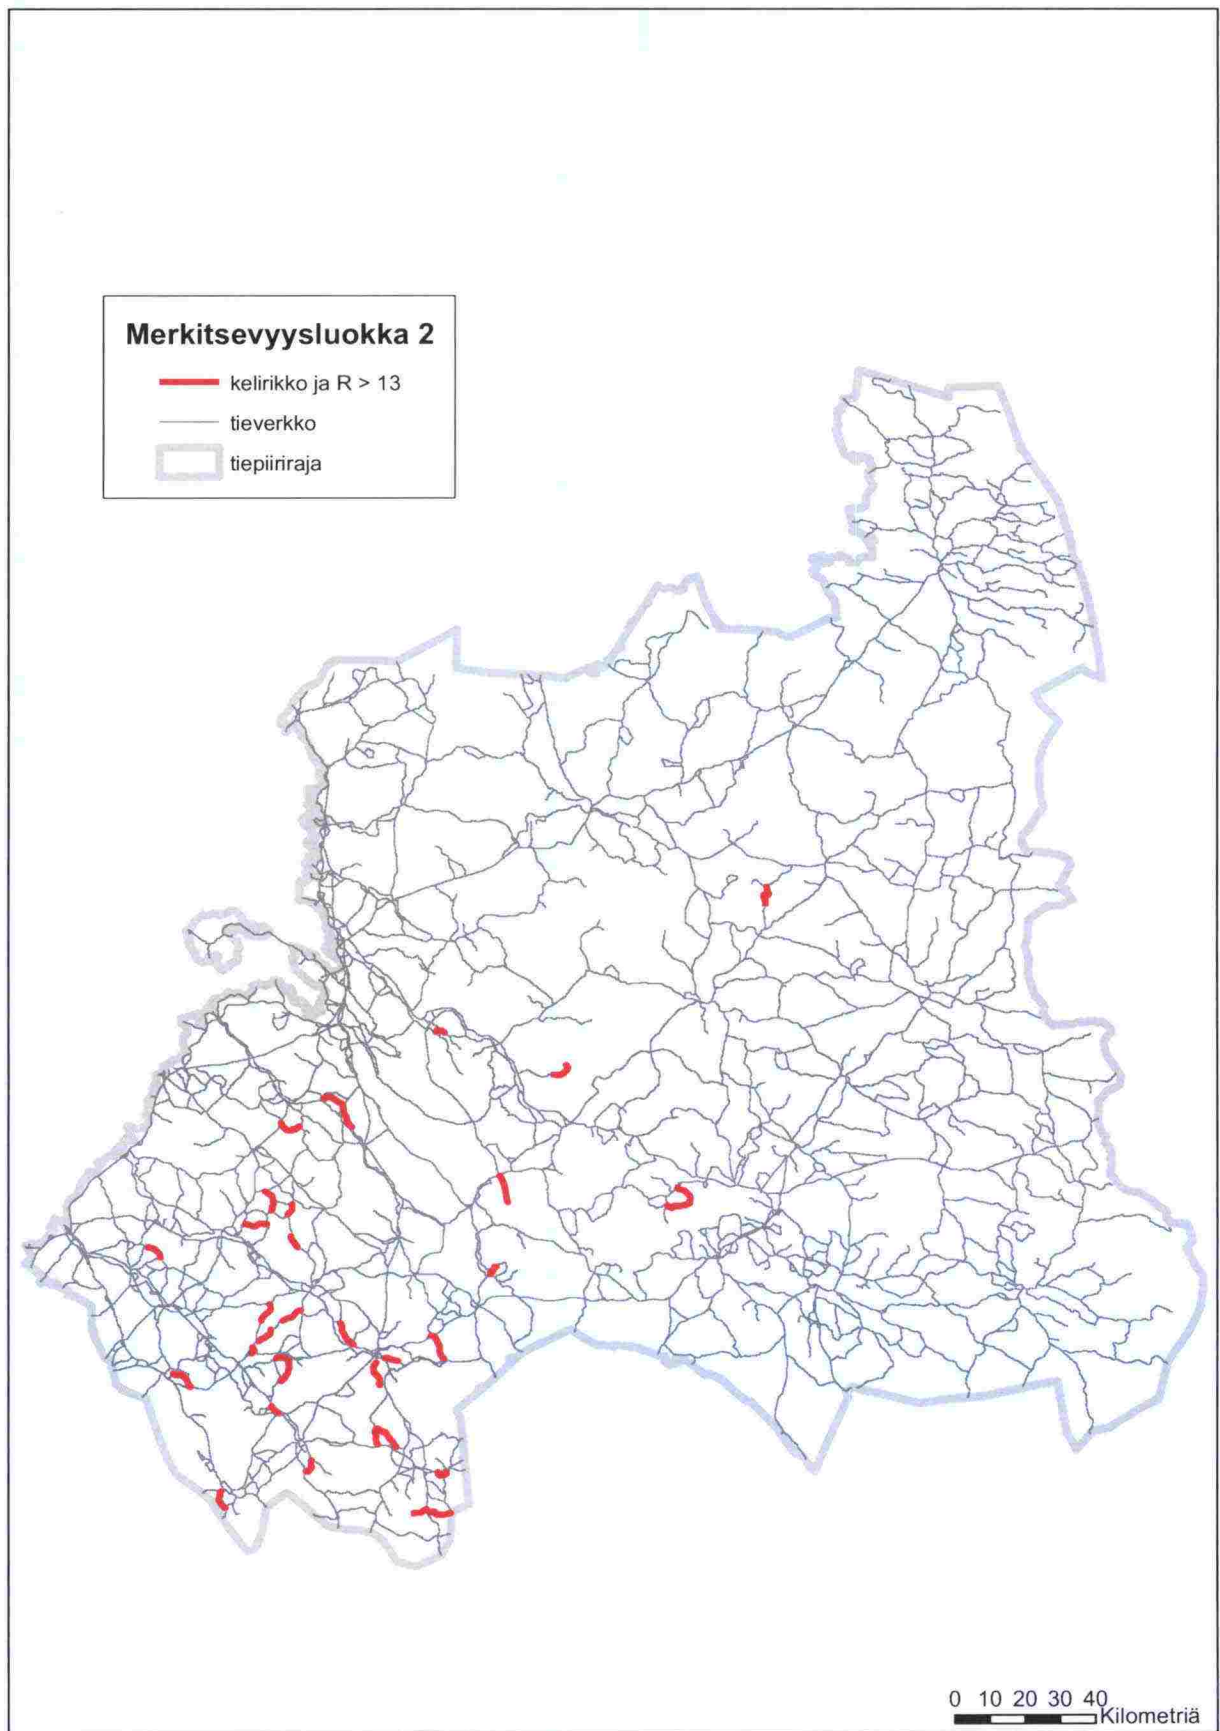 Merkitsevyysluokka 2
kelirikko ja R > 13
tieverkko
tiepiiriraja
0 10 20 30 40
Kilometriä